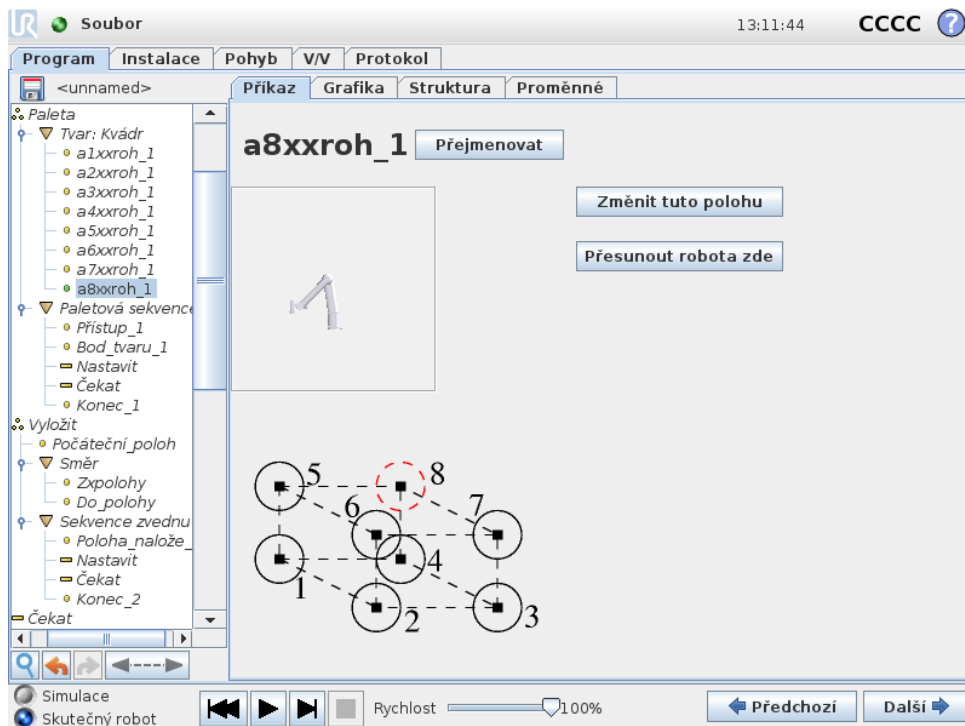 UR Soubor 13:11:44 CCCC ?
Program Instalace Pohyb V/V Protokol
<unnamed>
Příkaz Grafika Struktura Proměnné
Paleta
Tvar: Kvádr
a1xxroh_1
a2xxroh_1
a3xxroh_1
a4xxroh_1
a5xxroh_1
a6xxroh_1
a7xxroh_1
a8xxroh_1
Paletová sekvence
Přístup_1
Bod_tvaru_1
Nastavit
Čekat
Konec_1
Vyložit
Počáteční_poloh
Směr
Zxpolohy
Do_polohy
Sekvence zvednu
Poloha_nalože_
Nastavit
Čekat
Konec_2
Čekat
a8xxroh_1 Přejmenovat
Změnit tuto polohu
Přesunout robota zde
5 8
6 7
1 4
2 3
Simulace
Skutečný robot
Rychlost 100%
Předchozí Další